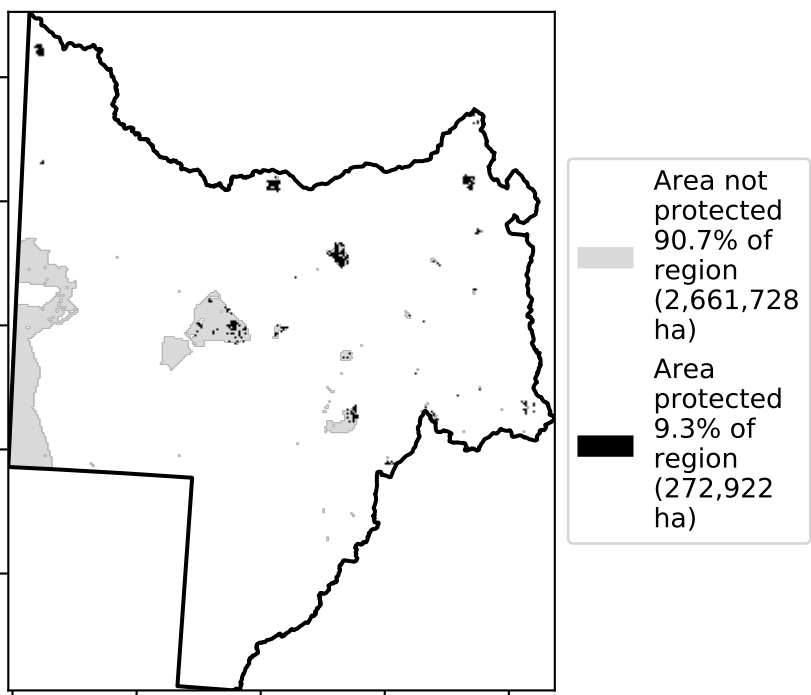 Area not
protected
90.7% of
region
(2,661,728
ha)
Area
protected
9.3% of
region
(272,922
ha)